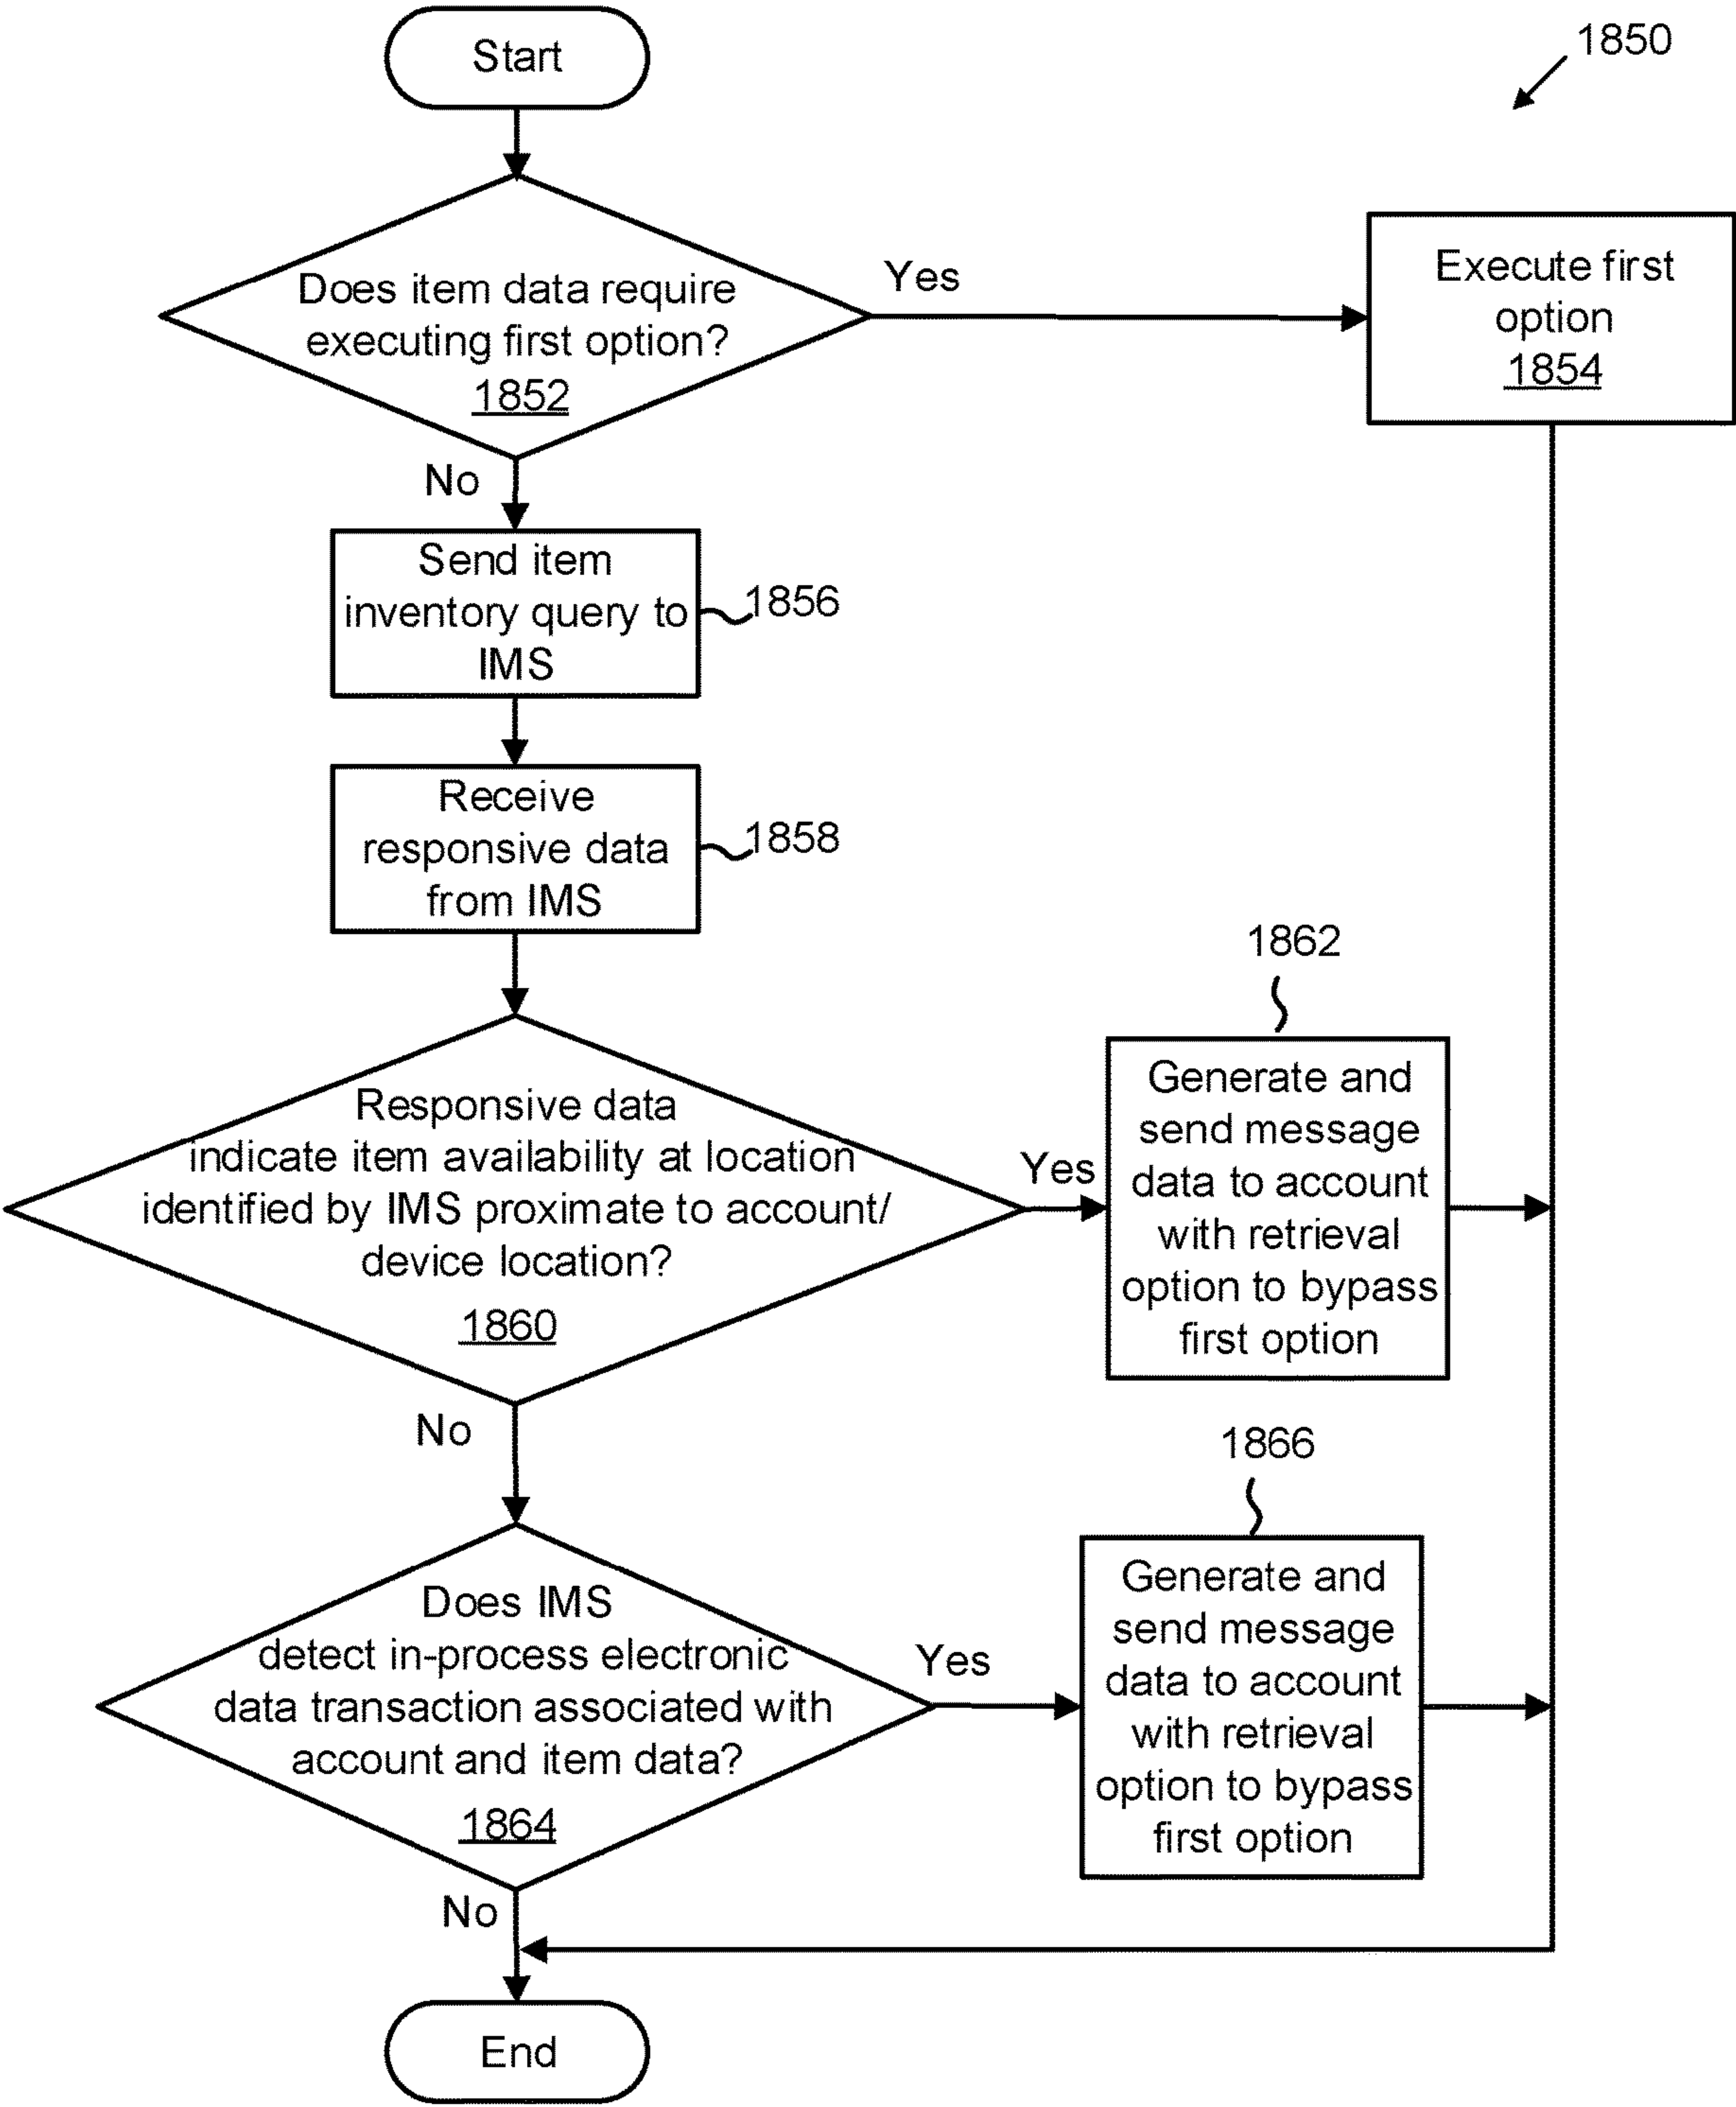 Start
1850
Does item data require
executing first option?
1852
Yes
Execute first
option
1854
No
Send item
inventory query to
IMS
1856
Receive
responsive data
from IMS
1858
Responsive data
indicate item availability at location
identified by IMS proximate to account/
device location?
1860
Yes
1862
Generate and
send message
data to account
with retrieval
option to bypass
first option
No
Does IMS
detect in-process electronic
data transaction associated with
account and item data?
1864
Yes
1866
Generate and
send message
data to account
with retrieval
option to bypass
first option
No
End